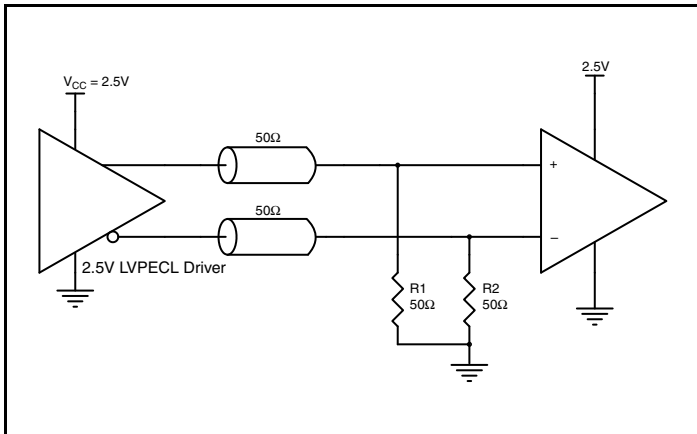 V_CC = 2.5V
2.5V
50Ω
+
50Ω
–
2.5V LVPECL Driver
R1
50Ω
R2
50Ω